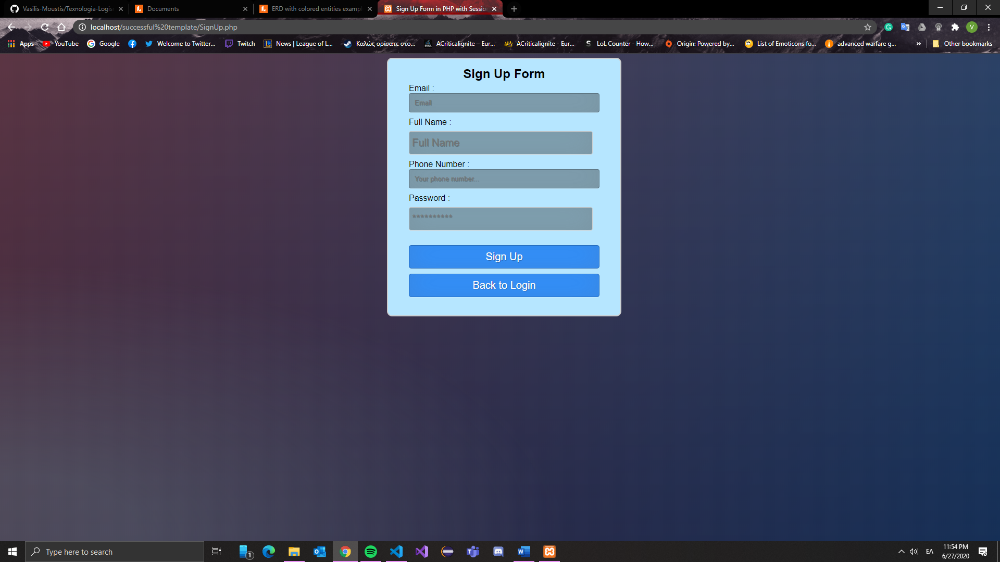 Vasilis-Moustis/Texnologia-Logis
Documents
ERD with colored entities exampl
Sign Up Form in PHP with Sessio
localhost/successful%20template/SignUp.php
V
Apps
YouTube
Google
Welcome to Twitter...
Twitch
News | League of L...
Καλώς ορίσατε στο...
ACriticalignite – Eur...
ACriticalignite - Eur...
LoL Counter - How...
Origin: Powered by...
List of Emoticons fo...
advanced warfare g...
»
Other bookmarks
Sign Up Form
Email :
Email
Full Name :
Full Name
Phone Number :
Your phone number...
Password :
**********
Sign Up
Back to Login
Type here to search
1
ΕΛ
11:54 PM
6/27/2020